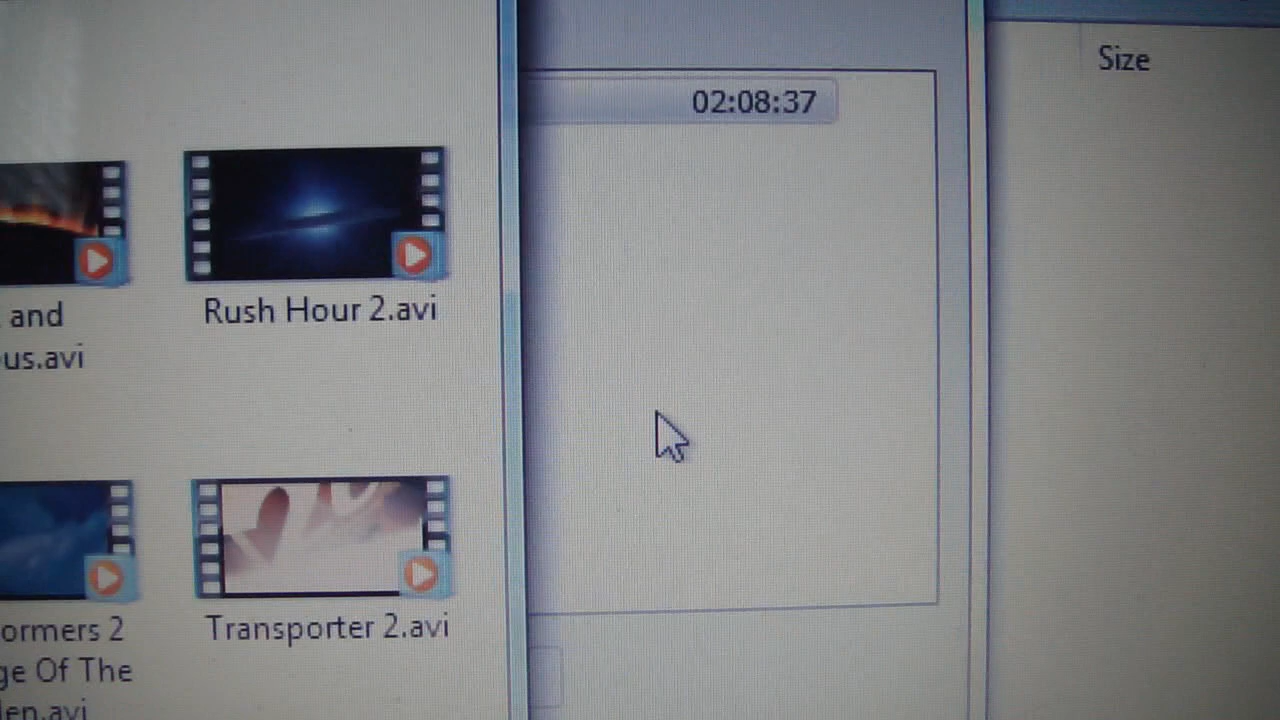 Size
02:08:37
and
us.avi
Rush Hour 2.avi
ormers 2
ge Of The
len.avi
Transporter 2.avi